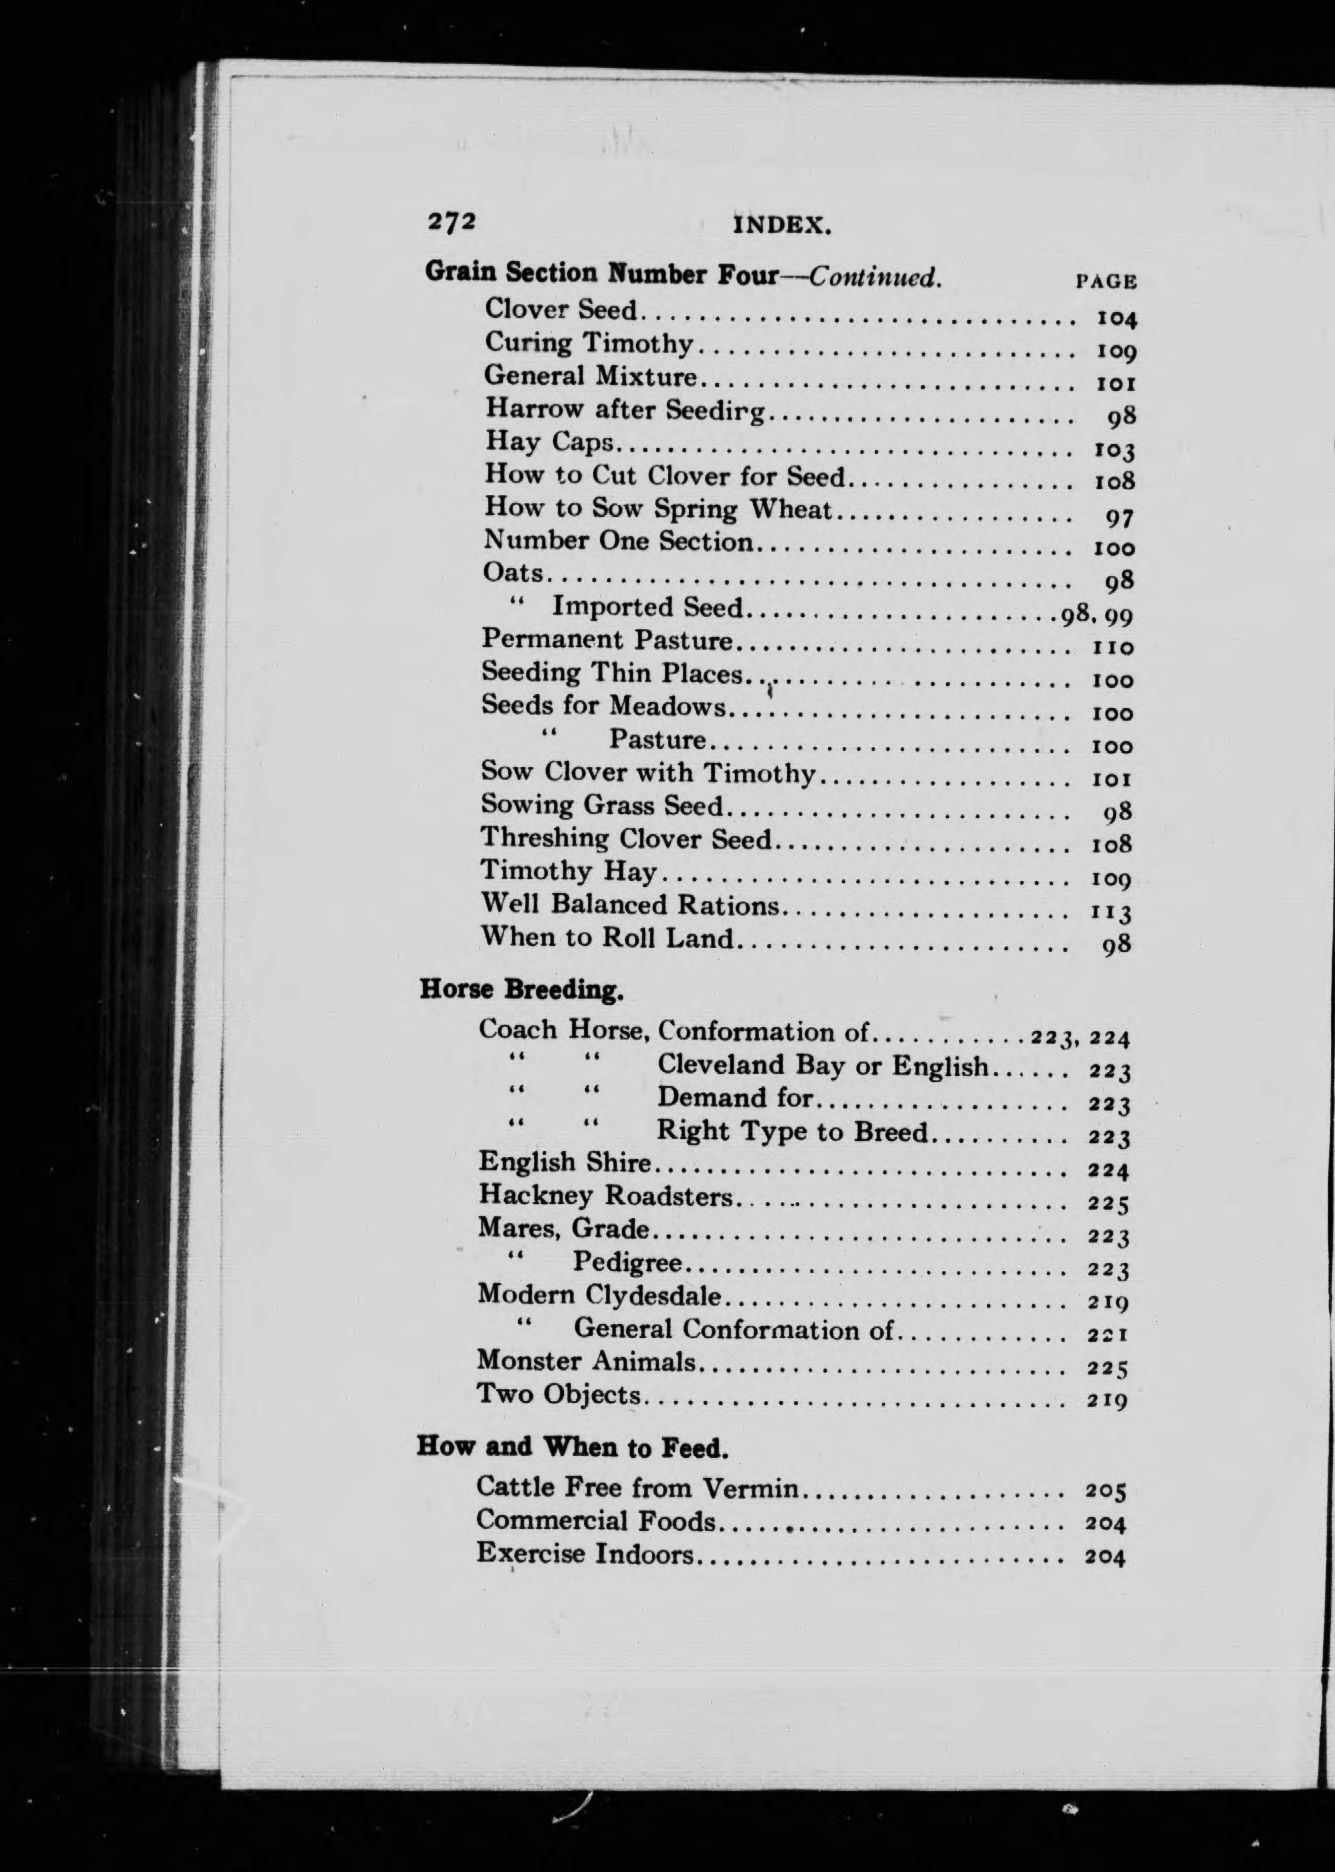 272 INDEX.
Grain Section Number Four—Continued. PAGE
Clover Seed.............................. 104
Curing Timothy.......................... 109
General Mixture.......................... 101
Harrow after Seedirg..................... 98
Hay Caps................................ 103
How to Cut Clover for Seed................ 108
How to Sow Spring Wheat................. 97
Number One Section...................... 100
Oats..................................... 98
" Imported Seed......................98, 99
Permanent Pasture........................ 110
Seeding Thin Places....................... 100
Seeds for Meadows........................ 100
" Pasture......................... 100
Sow Clover with Timothy.................. 101
Sowing Grass Seed........................ 98
Threshing Clover Seed..................... 108
Timothy Hay............................. 109
Well Balanced Rations.................... 113
When to Roll Land....................... 98
Horse Breeding.
Coach Horse, Conformation of...........223, 224
" " Cleveland Bay or English...... 223
" " Demand for.................. 223
" " Right Type to Breed.......... 223
English Shire............................. 224
Hackney Roadsters....................... 225
Mares, Grade............................. 223
" Pedigree........................... 223
Modern Clydesdale........................ 219
" General Conformation of............ 221
Monster Animals.......................... 225
Two Objects.............................. 219
How and When to Feed.
Cattle Free from Vermin................... 205
Commercial Foods........................ 204
Exercise Indoors.......................... 204